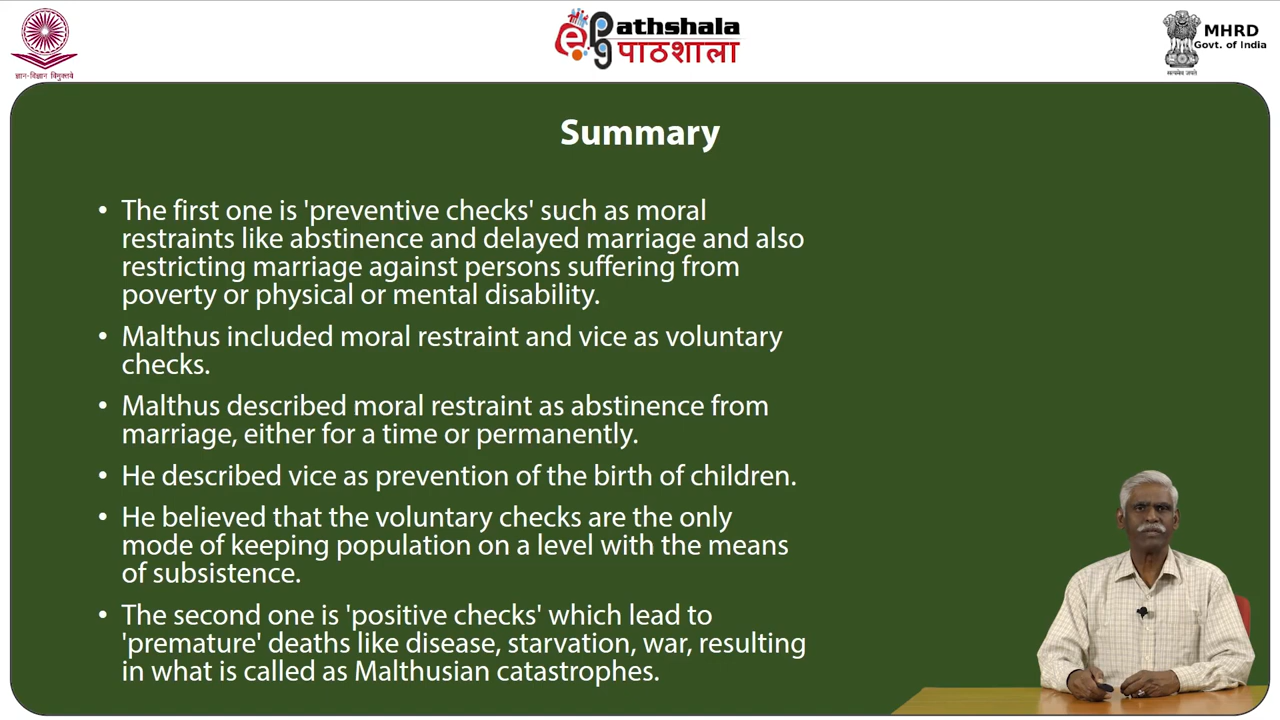 ज्ञान-विज्ञान विमुक्तये
ePG Pathshala
पाठशाला
MHRD
Govt. of India
सत्यमेव जयते
Summary
• The first one is 'preventive checks' such as moral
restraints like abstinence and delayed marriage and also
restricting marriage against persons suffering from
poverty or physical or mental disability.
• Malthus included moral restraint and vice as voluntary
checks.
• Malthus described moral restraint as abstinence from
marriage, either for a time or permanently.
• He described vice as prevention of the birth of children.
• He believed that the voluntary checks are the only
mode of keeping population on a level with the means
of subsistence.
• The second one is 'positive checks' which lead to
'premature' deaths like disease, starvation, war, resulting
in what is called as Malthusian catastrophes.